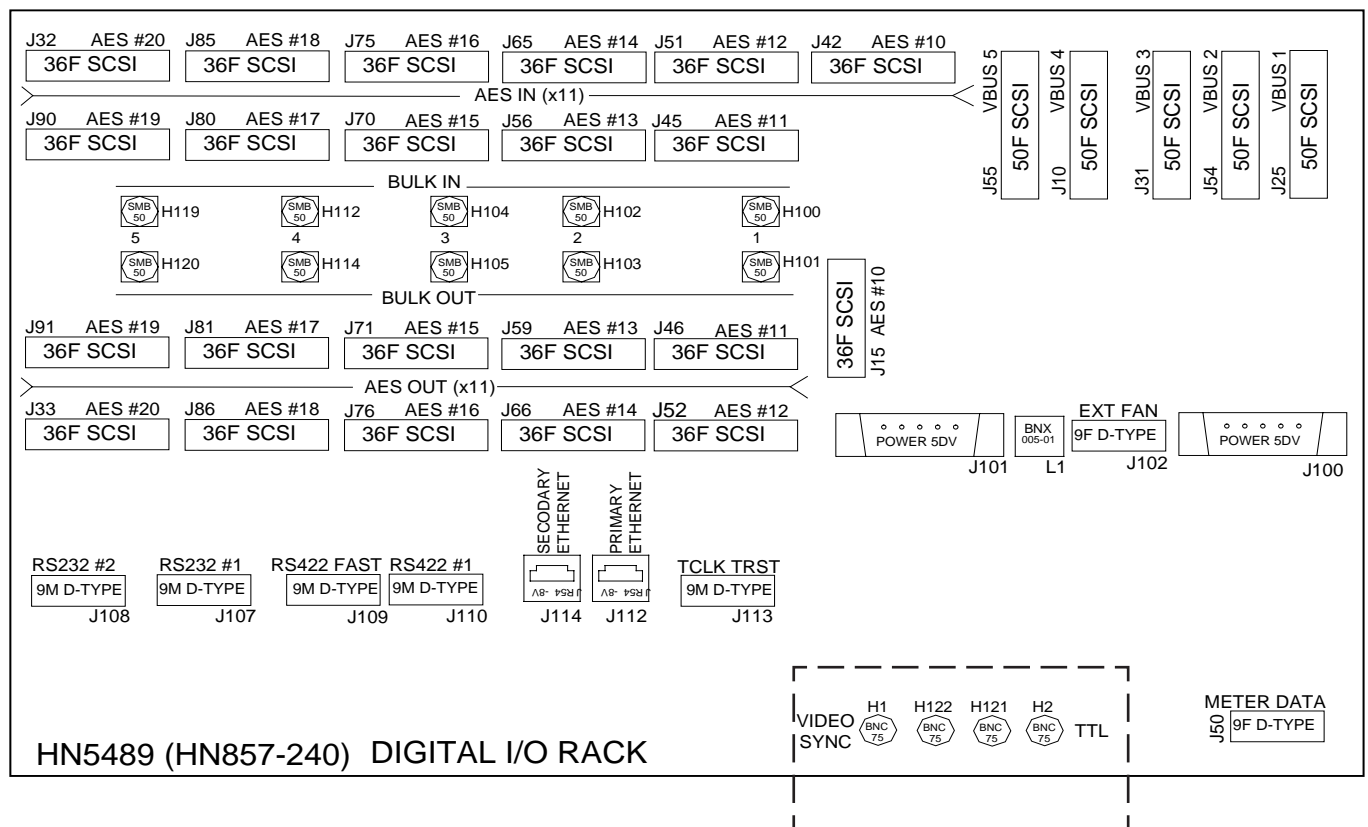 J32 AES #20 J85 AES #18 J75 AES #16 J65 AES #14 J51 AES #12 J42 AES #10
36F SCSI 36F SCSI 36F SCSI 36F SCSI 36F SCSI 36F SCSI
AES IN (x11)
J90 AES #19 J80 AES #17 J70 AES #15 J56 AES #13 J45 AES #11
36F SCSI 36F SCSI 36F SCSI 36F SCSI 36F SCSI
J55 VBUS 5
50F SCSI
J10 VBUS 4
50F SCSI
J31 VBUS 3
50F SCSI
J54 VBUS 2
50F SCSI
J25 VBUS 1
50F SCSI
BULK IN
SMB 50 H119 SMB 50 H112 SMB 50 H104 SMB 50 H102 SMB 50 H100
5 4 3 2 1
SMB 50 H120 SMB 50 H114 SMB 50 H105 SMB 50 H103 SMB 50 H101
BULK OUT
36F SCSI
J15 AES #10
J91 AES #19 J81 AES #17 J71 AES #15 J59 AES #13 J46 AES #11
36F SCSI 36F SCSI 36F SCSI 36F SCSI 36F SCSI
AES OUT (x11)
J33 AES #20 J86 AES #18 J76 AES #16 J66 AES #14 J52 AES #12
36F SCSI 36F SCSI 36F SCSI 36F SCSI 36F SCSI
EXT FAN
POWER 5DV BNX 005-01 9F D-TYPE POWER 5DV
J101 L1 J102 J100
SECODARY
ETHERNET
PRIMARY
ETHERNET
RS232 #2 RS232 #1 RS422 FAST RS422 #1 TCLK TRST
9M D-TYPE 9M D-TYPE 9M D-TYPE 9M D-TYPE JR54 -8V JR54 -8V 9M D-TYPE
J108 J107 J109 J110 J114 J112 J113
H1 H122 H121 H2
VIDEO
SYNC
BNC 75 BNC 75 BNC 75 BNC 75 TTL
METER DATA
J50 9F D-TYPE
HN5489 (HN857-240) DIGITAL I/O RACK